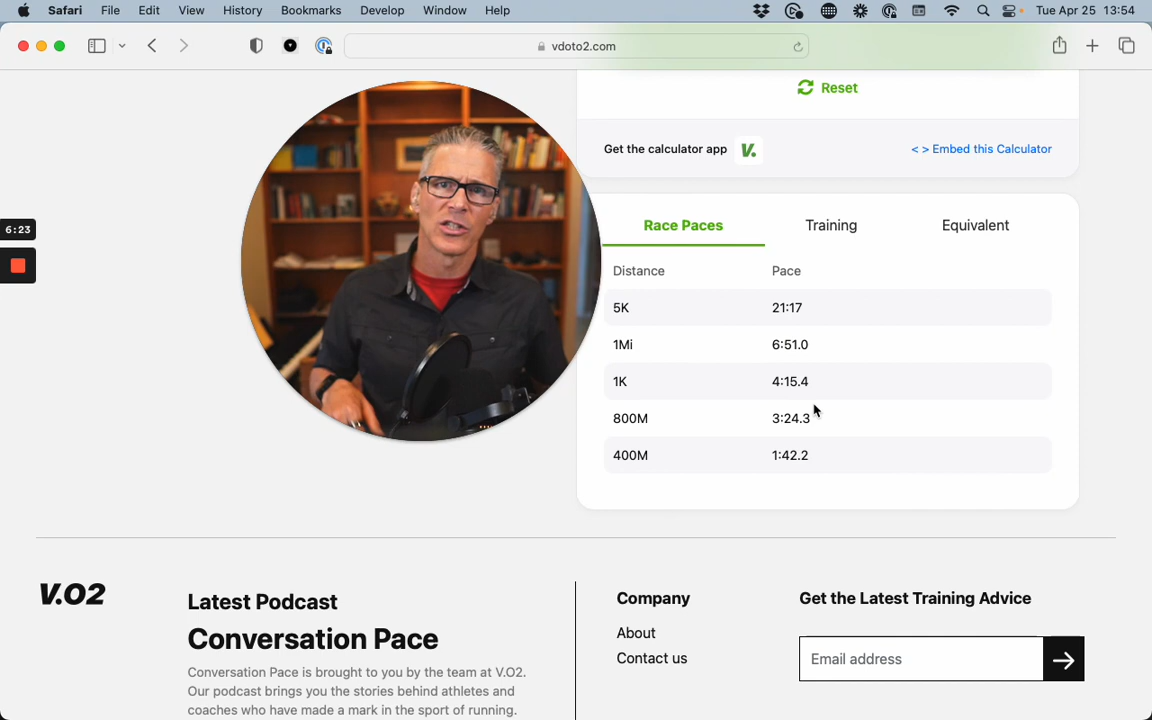 Safari File Edit View History Bookmarks Develop Window Help Tue Apr 25 13:54
vdoto2.com
Reset
Get the calculator app V. < > Embed this Calculator
6:23
Race Paces Training Equivalent
Distance Pace
5K 21:17
1Mi 6:51.0
1K 4:15.4
800M 3:24.3
400M 1:42.2
V.O2
Latest Podcast
Conversation Pace
Conversation Pace is brought to you by the team at V.O2.
Our podcast brings you the stories behind athletes and
coaches who have made a mark in the sport of running.
Company
About
Contact us
Get the Latest Training Advice
Email address